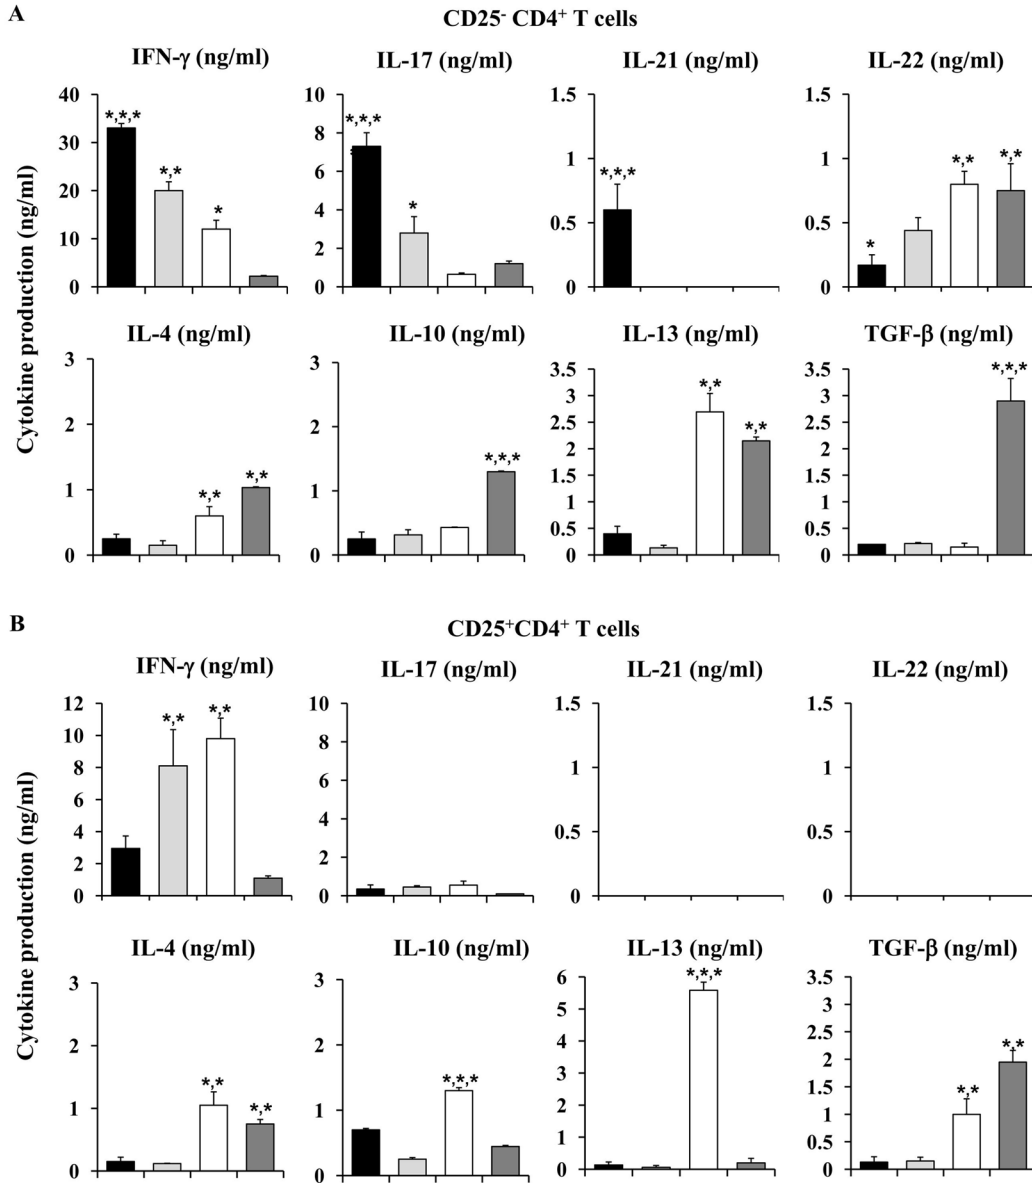 A
CD25- CD4+ T cells
IFN-γ (ng/ml) IL-17 (ng/ml) IL-21 (ng/ml) IL-22 (ng/ml)
Cytokine production (ng/ml)
40 30 20 10 0
*,*,* *,* *
10 8 6 4 2 0
*,*,* *
1.5 1 0.5 0
*,*,*
1.5 1 0.5 0
* *,* *,*
IL-4 (ng/ml) IL-10 (ng/ml) IL-13 (ng/ml) TGF-β (ng/ml)
3 2 1 0
*,* *,*
3 2 1 0
*,*,*
3.5 3 2.5 2 1.5 1 0.5 0
*,* *,*
3.5 3 2.5 2 1.5 1 0.5 0
*,*,*
B
CD25+CD4+ T cells
IFN-γ (ng/ml) IL-17 (ng/ml) IL-21 (ng/ml) IL-22 (ng/ml)
Cytokine production (ng/ml)
12 10 8 6 4 2 0
*,* *,*
10 8 6 4 2 0
1.5 1 0.5 0
1.5 1 0.5 0
IL-4 (ng/ml) IL-10 (ng/ml) IL-13 (ng/ml) TGF-β (ng/ml)
3 2 1 0
*,* *,*
3 2 1 0
*,*,*
6 5 4 3 2 1 0
*,*,*
3.5 3 2.5 2 1.5 1 0.5 0
*,* *,*